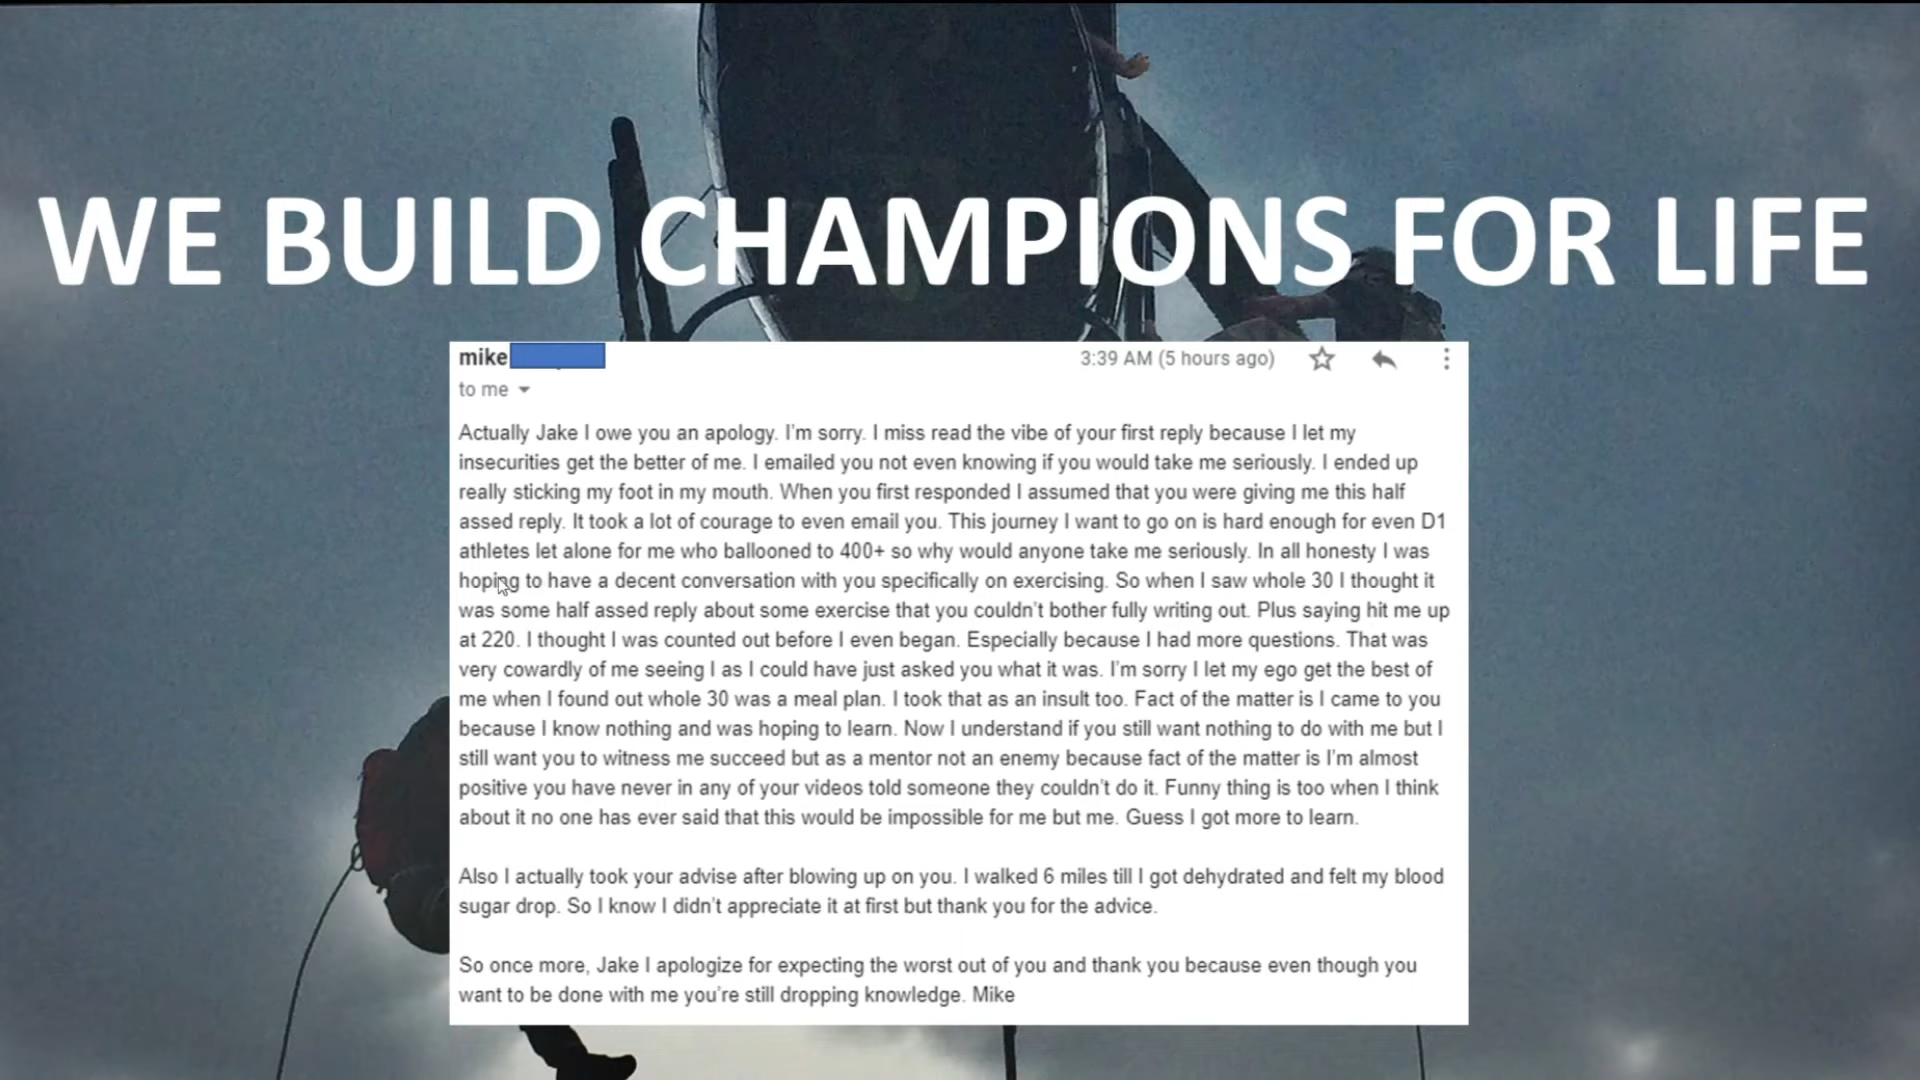 WE BUILD CHAMPIONS FOR LIFE
mike
3:39 AM (5 hours ago)
to me
Actually Jake I owe you an apology. I'm sorry. I miss read the vibe of your first reply because I let my
insecurities get the better of me. I emailed you not even knowing if you would take me seriously. I ended up
really sticking my foot in my mouth. When you first responded I assumed that you were giving me this half
assed reply. It took a lot of courage to even email you. This journey I want to go on is hard enough for even D1
athletes let alone for me who ballooned to 400+ so why would anyone take me seriously. In all honesty I was
hoping to have a decent conversation with you specifically on exercising. So when I saw whole 30 I thought it
was some half assed reply about some exercise that you couldn't bother fully writing out. Plus saying hit me up
at 220. I thought I was counted out before I even began. Especially because I had more questions. That was
very cowardly of me seeing I as I could have just asked you what it was. I'm sorry I let my ego get the best of
me when I found out whole 30 was a meal plan. I took that as an insult too. Fact of the matter is I came to you
because I know nothing and was hoping to learn. Now I understand if you still want nothing to do with me but I
still want you to witness me succeed but as a mentor not an enemy because fact of the matter is I'm almost
positive you have never in any of your videos told someone they couldn't do it. Funny thing is too when I think
about it no one has ever said that this would be impossible for me but me. Guess I got more to learn.
Also I actually took your advise after blowing up on you. I walked 6 miles till I got dehydrated and felt my blood
sugar drop. So I know I didn't appreciate it at first but thank you for the advice.
So once more, Jake I apologize for expecting the worst out of you and thank you because even though you
want to be done with me you're still dropping knowledge. Mike